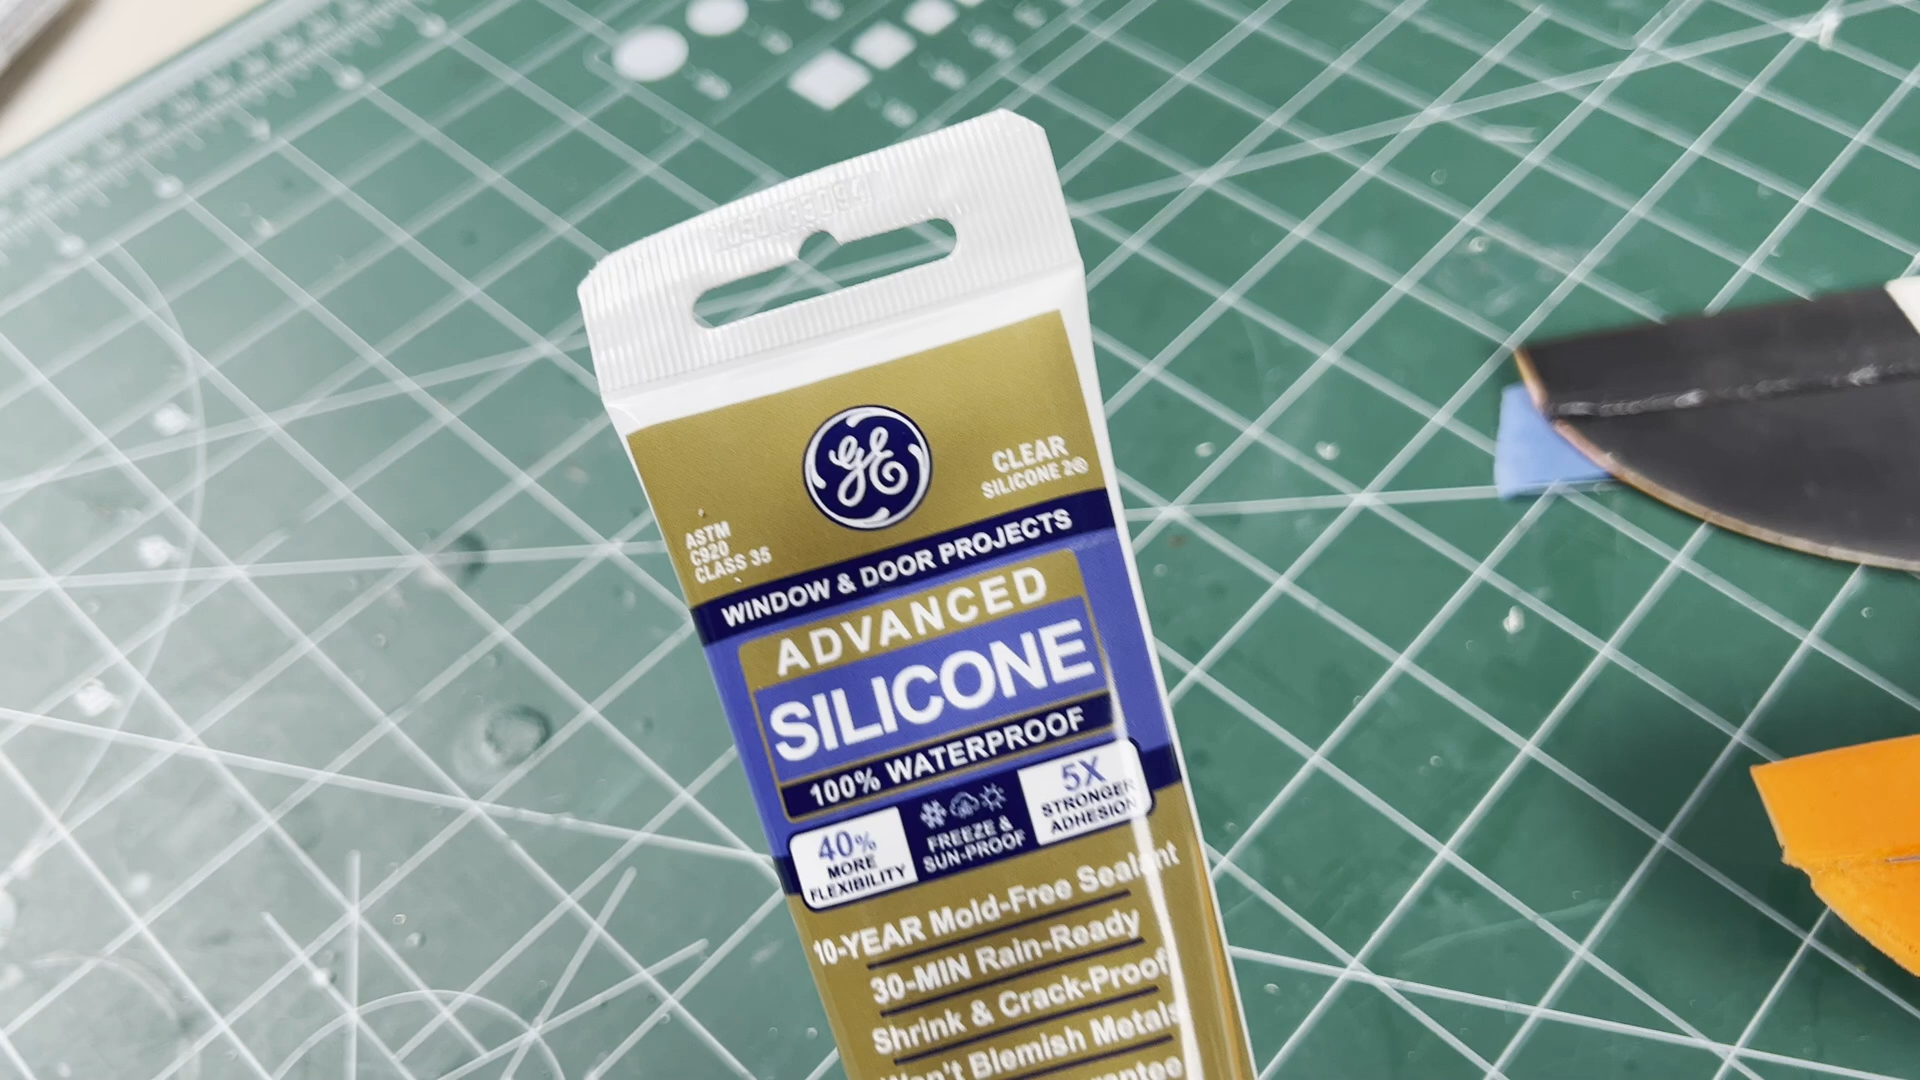 GE
CLEAR
SILICONE 2®
ASTM
C920
CLASS 35
WINDOW & DOOR PROJECTS
ADVANCED
SILICONE
100% WATERPROOF
40%
MORE
FLEXIBILITY
FREEZE &
SUN-PROOF
5X
STRONGER
ADHESION
10-YEAR Mold-Free Sealant
30-MIN Rain-Ready
Shrink & Crack-Proof
Won't Blemish Metals